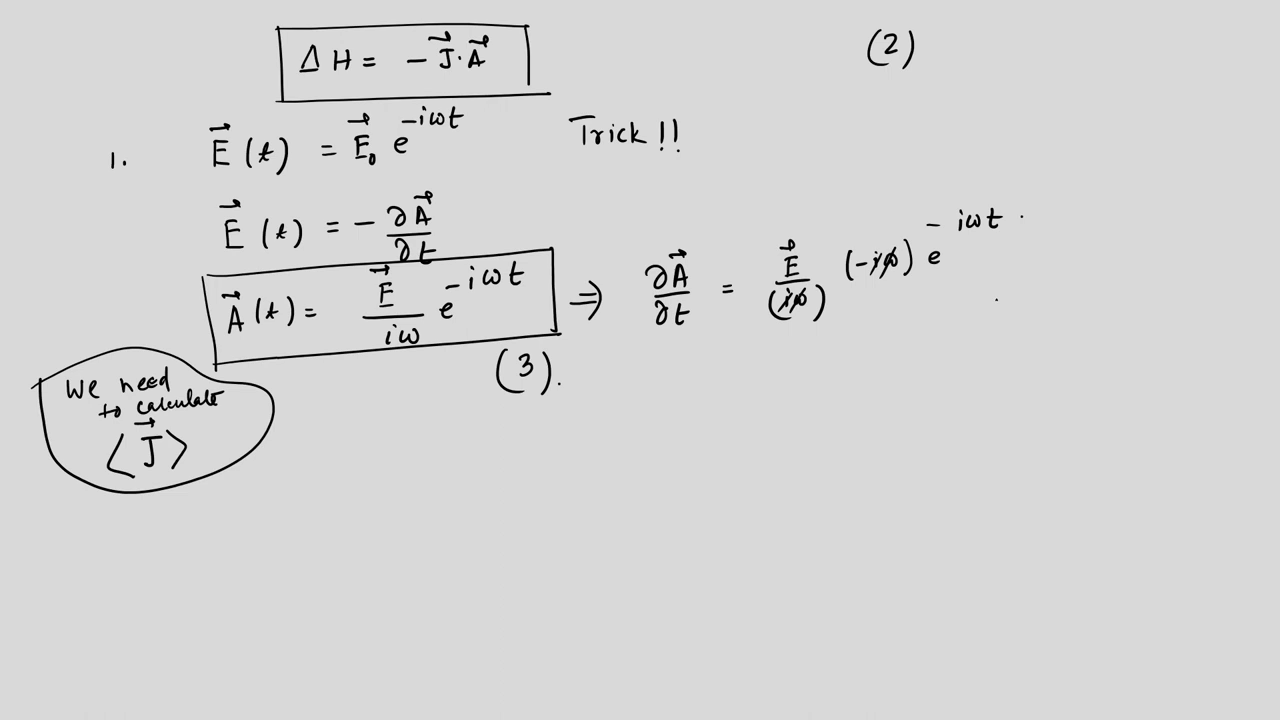 ΔH = -J⃗·A⃗ (2)
1. E⃗(t) = E⃗₀ e^{-iωt} Trick!!
E⃗(t) = -∂A⃗/∂t
A⃗(t) = E⃗/iω e^{-iωt} ⇒ ∂A⃗/∂t = E⃗/(iω) (-iω) e^{-iωt}.
(3).
We need
to calculate
⟨J⃗⟩